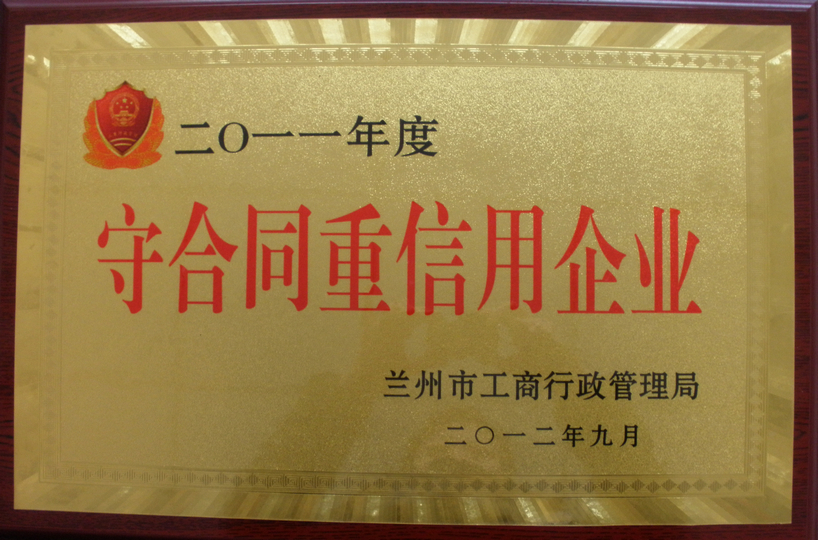 二〇一一年度
守合同重信用企业
兰州市工商行政管理局
二〇一二年九月